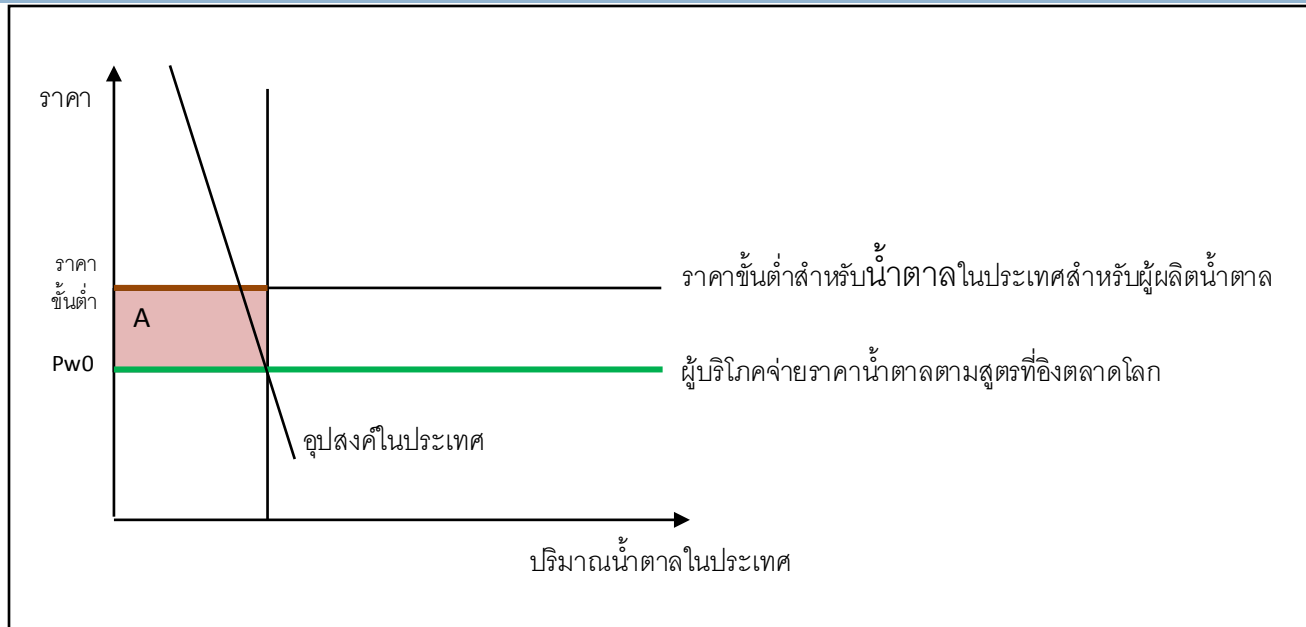 ราคา
ราคา
ขั้นต่ำ
ราคาขั้นต่ำสำหรับน้ำตาลในประเทศสำหรับผู้ผลิตน้ำตาล
A
Pw0
ผู้บริโภคจ่ายราคาน้ำตาลตามสูตรที่อิงตลาดโลก
อุปสงค์ในประเทศ
ปริมาณน้ำตาลในประเทศ